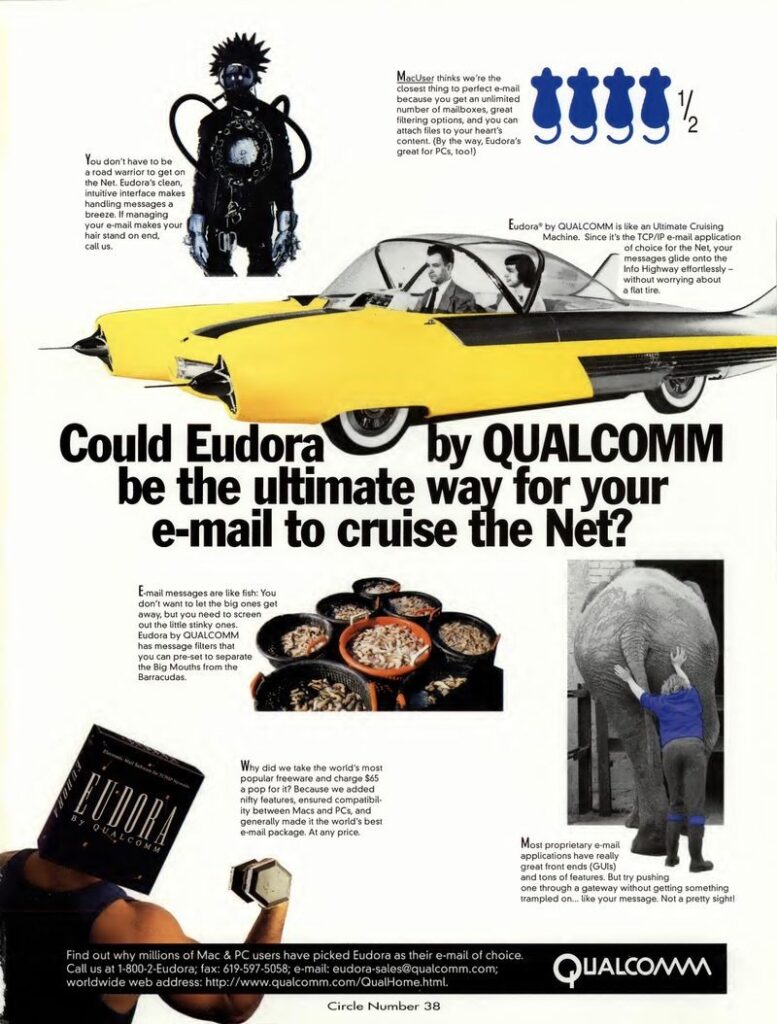 MacUser thinks we're the
closest thing to perfect e-mail
because you get an unlimited
number of mailboxes, great
filtering options, and you can
attach files to your heart's
content. (By the way, Eudora's
great for PCs, too!)
1/2
You don't have to be
a road warrior to get on
the Net. Eudora's clean,
intuitive interface makes
handling messages a
breeze. If managing
your e-mail makes your
hair stand on end,
call us.
Eudora® by QUALCOMM is like an Ultimate Cruising
Machine. Since it's the TCP/IP e-mail application
of choice for the Net, your
messages glide onto the
Info Highway effortlessly –
without worrying about
a flat tire.
Could Eudora by QUALCOMM
be the ultimate way for your
e-mail to cruise the Net?
E-mail messages are like fish: You
don't want to let the big ones get
away, but you need to screen
out the little stinky ones.
Eudora by QUALCOMM
has message filters that
you can pre-set to separate
the Big Mouths from the
Barracudas.
Electronic Mail Software for TCP/IP Networks
EUDORA
BY QUALCOMM
EUDORA
Why did we take the world's most
popular freeware and charge $65
a pop for it? Because we added
nifty features, ensured compatibil-
ity between Macs and PCs, and
generally made it the world's best
e-mail package. At any price.
Most proprietary e-mail
applications have really
great front ends (GUIs)
and tons of features. But try pushing
one through a gateway without getting something
trampled on... like your message. Not a pretty sight!
Find out why millions of Mac & PC users have picked Eudora as their e-mail of choice.
Call us at 1-800-2-Eudora; fax: 619-597-5058; e-mail: eudora-sales@qualcomm.com;
worldwide web address: http://www.qualcomm.com/QualHome.html.
QUALCOMM
Circle Number 38